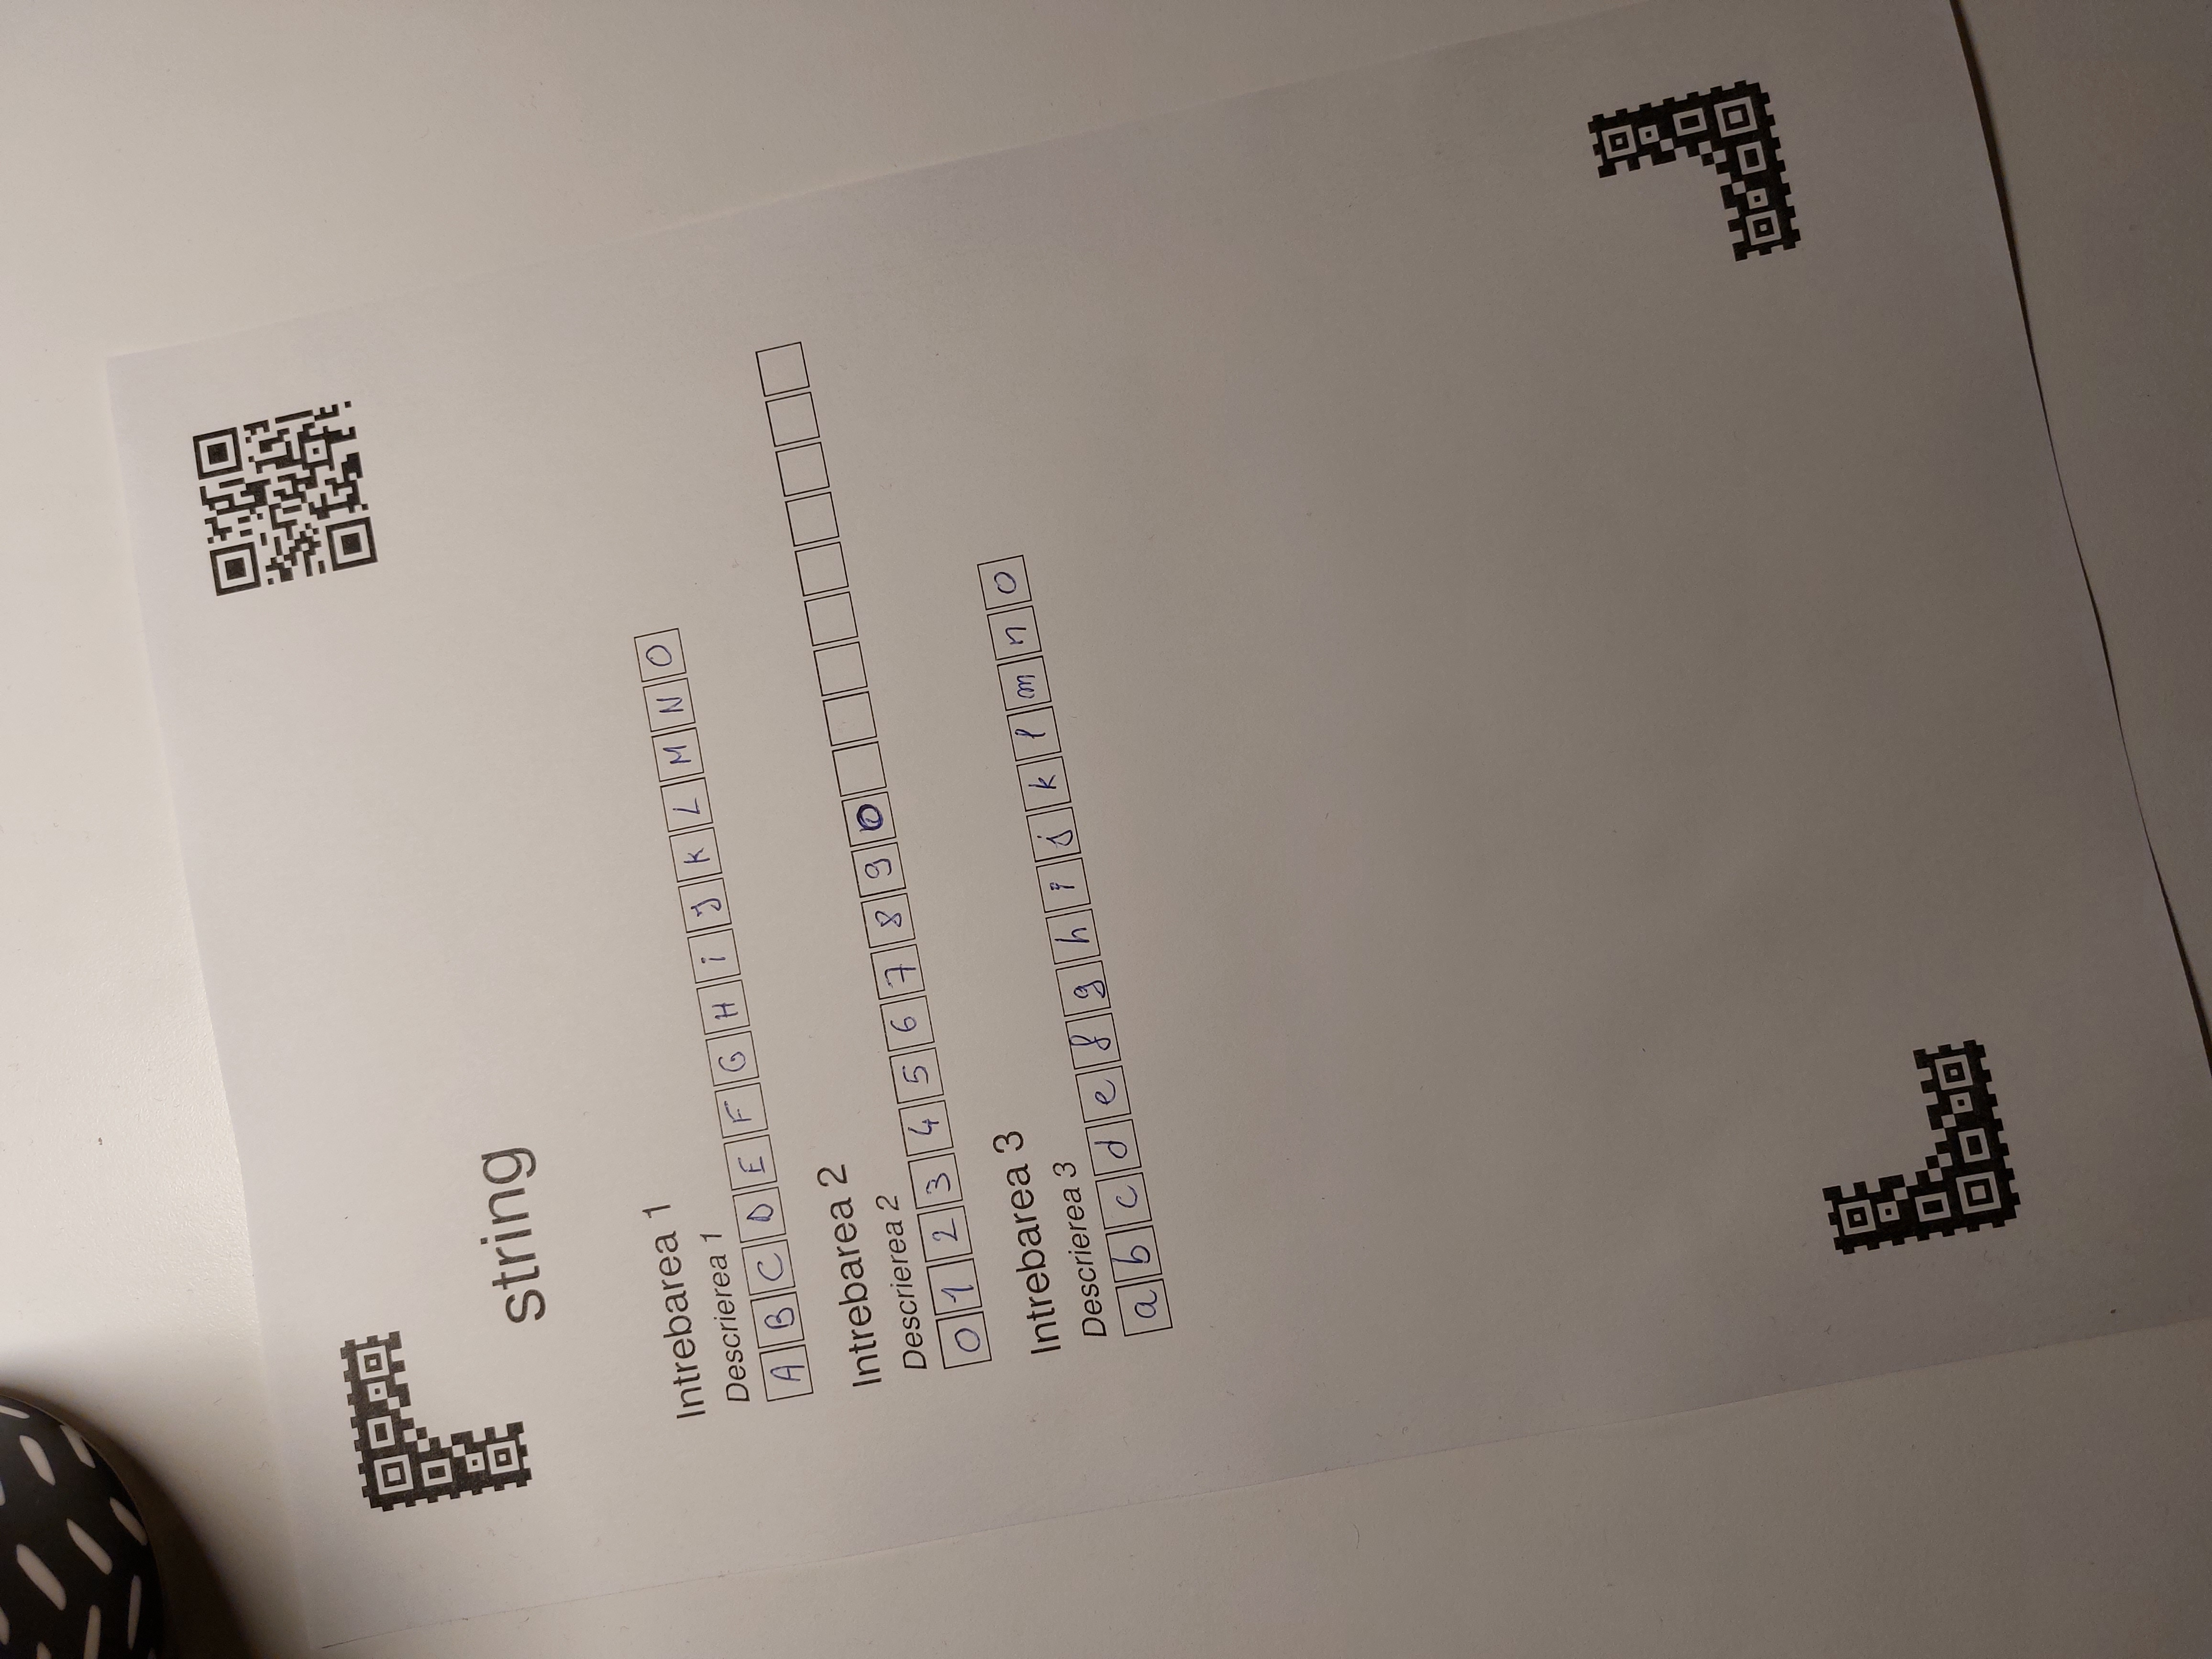 string
Intrebarea 1
Descrierea 1
A B C D E F G H i J K L M N O
Intrebarea 2
Descrierea 2
0 1 2 3 4 5 6 7 8 9 0
Intrebarea 3
Descrierea 3
a b c d e f g h i j k l m n o